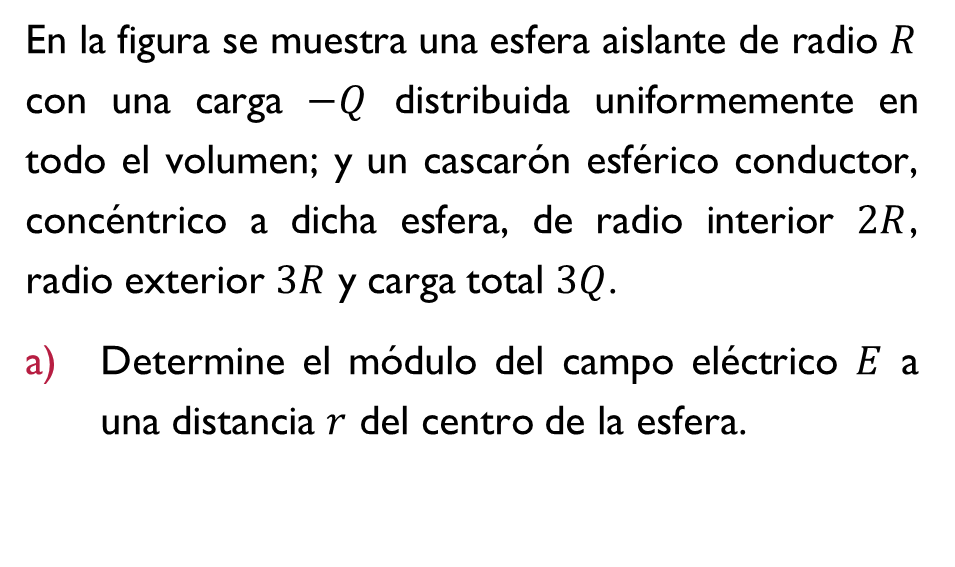 En la figura se muestra una esfera aislante de radio R
con una carga −Q distribuida uniformemente en
todo el volumen; y un cascarón esférico conductor,
concéntrico a dicha esfera, de radio interior 2R,
radio exterior 3R y carga total 3Q.
a) Determine el módulo del campo eléctrico E a
una distancia r del centro de la esfera.